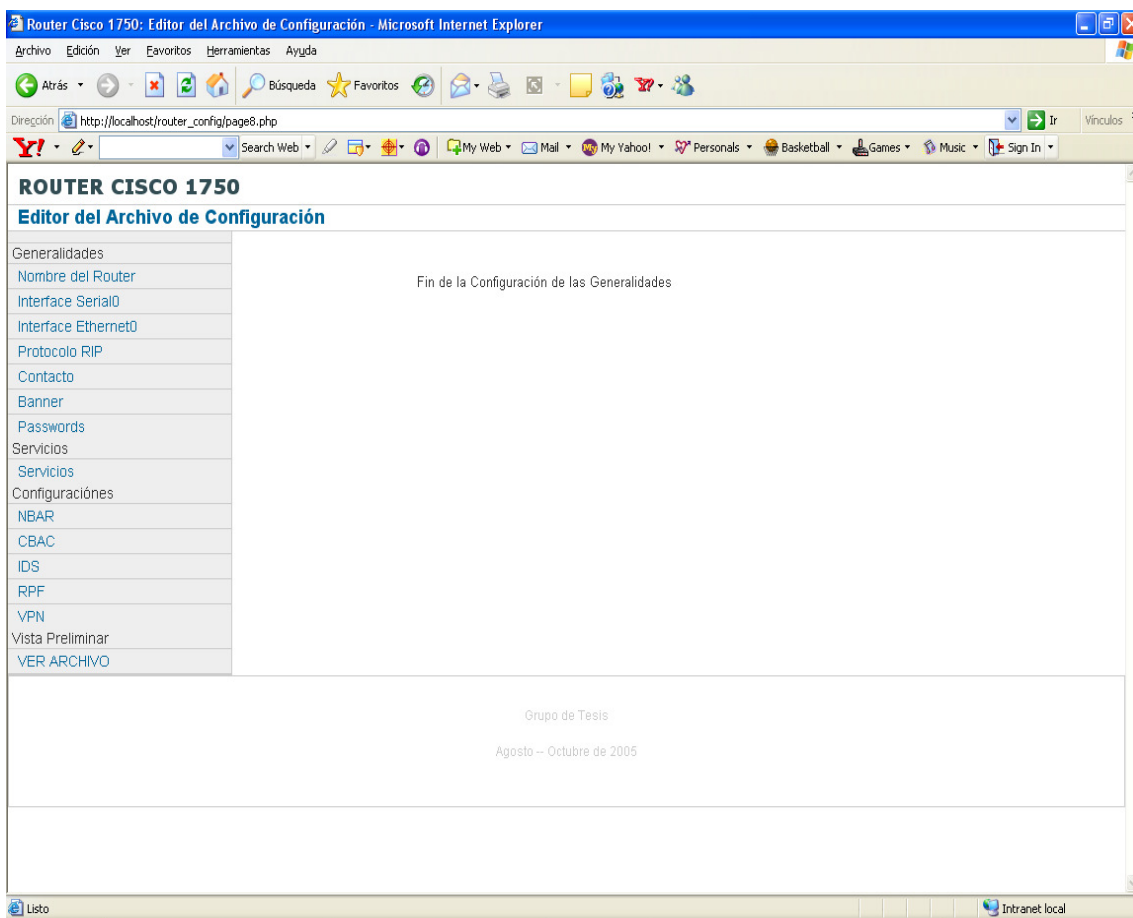 Router Cisco 1750: Editor del Archivo de Configuración - Microsoft Internet Explorer
Archivo Edición Ver Favoritos Herramientas Ayuda
Atrás Búsqueda Favoritos
Dirección http://localhost/router_config/page8.php Ir Vínculos
Y! Search Web My Web Mail My Yahoo! Personals Basketball Games Music Sign In
ROUTER CISCO 1750
Editor del Archivo de Configuración
Generalidades
Nombre del Router
Fin de la Configuración de las Generalidades
Interface Serial0
Interface Ethernet0
Protocolo RIP
Contacto
Banner
Passwords
Servicios
Servicios
Configuraciónes
NBAR
CBAC
IDS
RPF
VPN
Vista Preliminar
VER ARCHIVO
Grupo de Tesis
Agosto – Octubre de 2005
Listo Intranet local